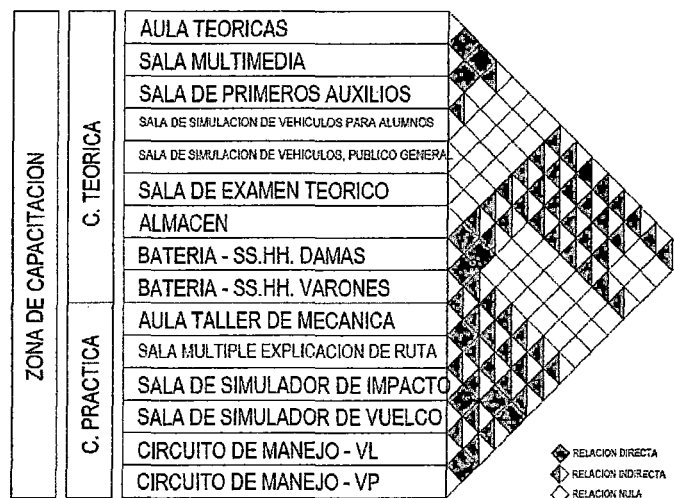 ZONA DE CAPACITACION
C. TEORICA
C. PRACTICA
AULA TEORICAS
SALA MULTIMEDIA
SALA DE PRIMEROS AUXILIOS
SALA DE SIMULACION DE VEHICULOS PARA ALUMNOS
SALA DE SIMULACION DE VEHICULOS, PUBLICO GENERAL
SALA DE EXAMEN TEORICO
ALMACEN
BATERIA - SS.HH. DAMAS
BATERIA - SS.HH. VARONES
AULA TALLER DE MECANICA
SALA MULTIPLE EXPLICACION DE RUTA
SALA DE SIMULADOR DE IMPACTO
SALA DE SIMULADOR DE VUELCO
CIRCUITO DE MANEJO - VL
CIRCUITO DE MANEJO - VP
RELACION DIRECTA
RELACION INDIRECTA
RELACION NULA